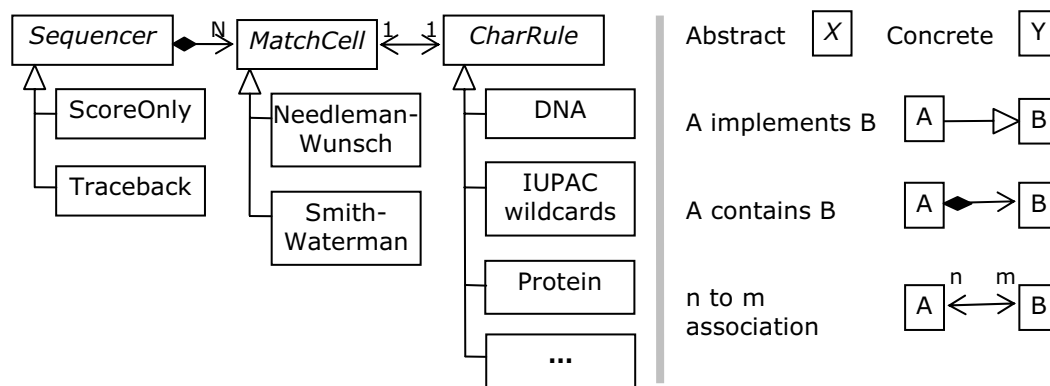 Sequencer
N
MatchCell
1
1
CharRule
ScoreOnly
Traceback
Needleman-
Wunsch
Smith-
Waterman
DNA
IUPAC
wildcards
Protein
...
Abstract X Concrete Y
A implements B A B
A contains B A B
n to m
association
n m
A B